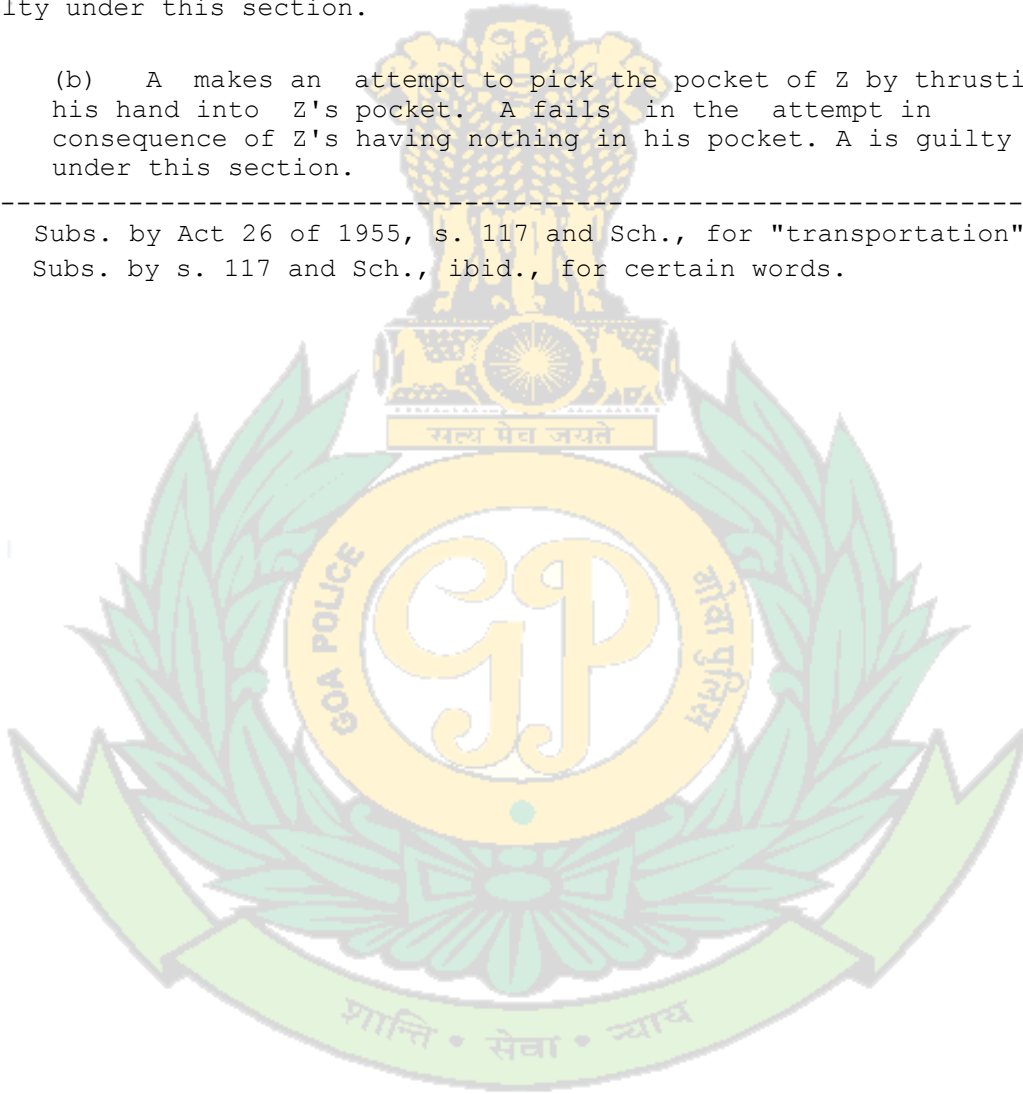 lty under this section.
(b) A makes an attempt to pick the pocket of Z by thrusti
his hand into Z's pocket. A fails in the attempt in
consequence of Z's having nothing in his pocket. A is guilty
under this section.
---------------------------------------------------------------
Subs. by Act 26 of 1955, s. 117 and Sch., for "transportation"
Subs. by s. 117 and Sch., ibid., for certain words.
सत्य मेव जयते
GOA POLICE
गोवा पुलिस
GP
शान्ति • सेवा • न्याय